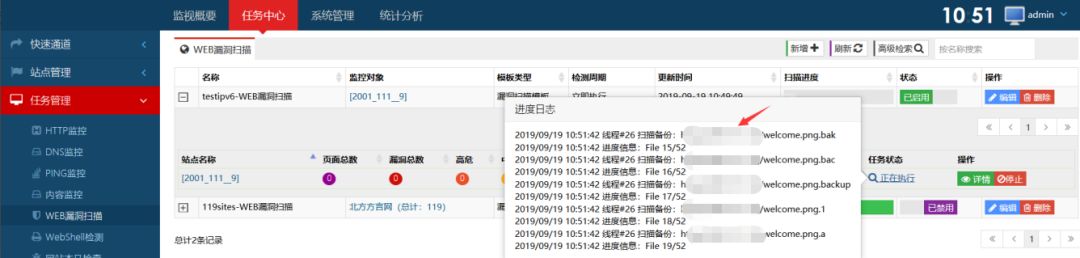 监视概要 任务中心 系统管理 统计分析 10:51 admin
快速通道
站点管理
任务管理
HTTP监控
DNS监控
PING监控
内容监控
WEB漏洞扫描
WebShell检测
WEB漏洞扫描 新增 刷新 高级检索 按名称搜索
名称 监控对象 模板类型 检测周期 更新时间 扫描进度 状态 操作
testipv6-WEB漏洞扫描 [2001_111__9] 漏洞扫描模板 立即执行 2019-09-19 10:49:49 已启用 编辑 删除
« ‹ 1 › »
站点名称 页面总数 漏洞总数 高危 任务状态 操作
[2001_111__9] 0 0 0 正在执行 详情 停止
119sites-WEB漏洞扫描 北方方官网（总计：119） 已禁用 编辑 删除
总计2条记录 « ‹ 1 › »
进度日志
2019/09/19 10:51:42 线程#26 扫描备份： /welcome.png.bak
2019/09/19 10:51:42 进度信息：File 15/52
2019/09/19 10:51:42 线程#26 扫描备份： /welcome.png.bac
2019/09/19 10:51:42 进度信息：File 16/52
2019/09/19 10:51:42 线程#26 扫描备份：h /welcome.png.backup
2019/09/19 10:51:42 进度信息：File 17/52
2019/09/19 10:51:42 线程#26 扫描备份： /welcome.png.1
2019/09/19 10:51:42 进度信息：File 18/52
2019/09/19 10:51:42 线程#26 扫描备份：h /welcome.png.a
2019/09/19 10:51:42 进度信息：File 19/52